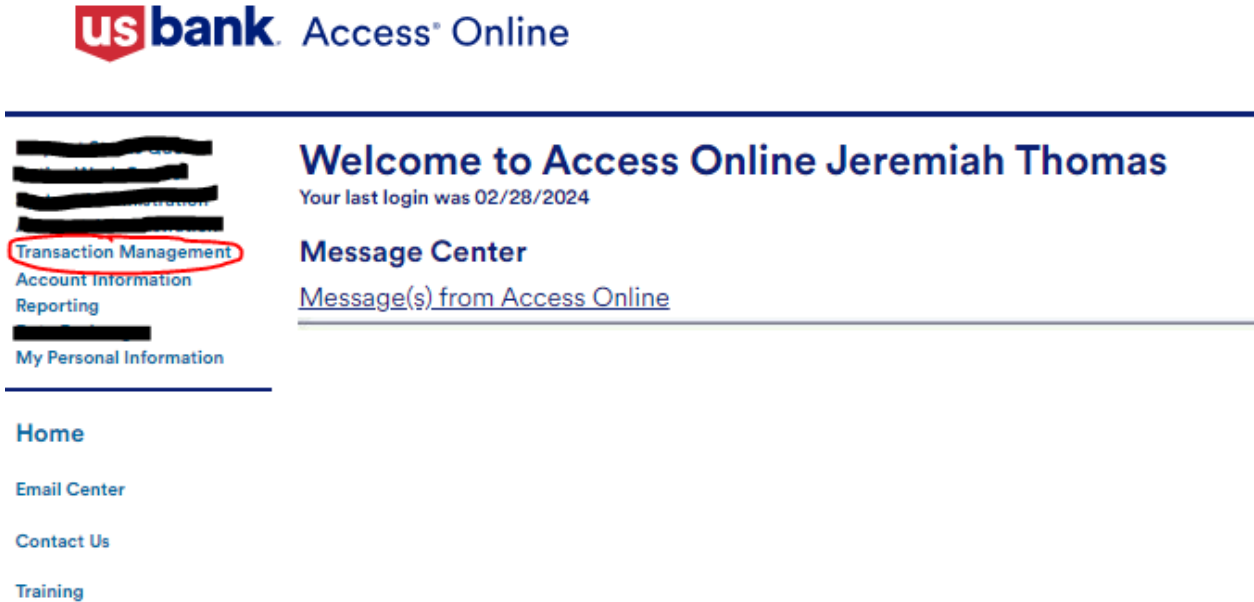 usbank. Access® Online
Welcome to Access Online Jeremiah Thomas
Your last login was 02/28/2024
Transaction Management
Account Information
Reporting
My Personal Information
Message Center
Message(s) from Access Online
Home
Email Center
Contact Us
Training